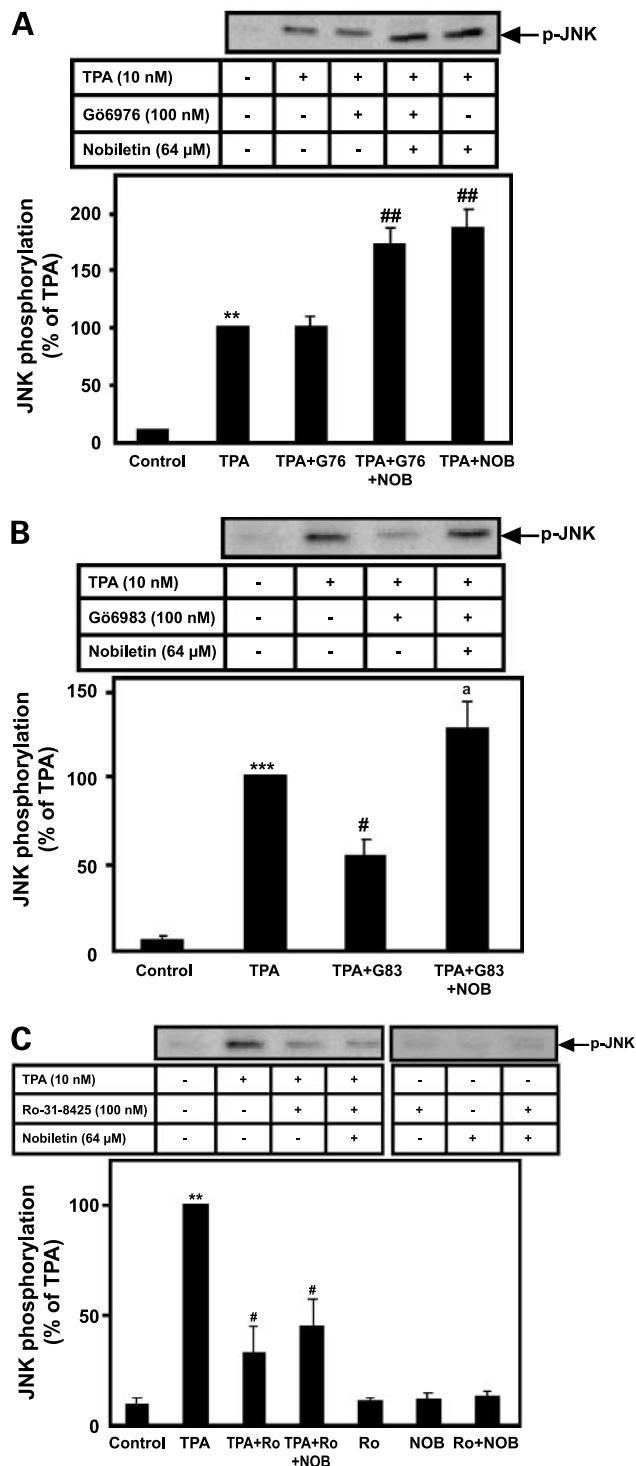 A
p-JNK
TPA (10 nM) - + + + +
Gö6976 (100 nM) - - + + -
Nobiletin (64 µM) - - - + +
JNK phosphorylation
(% of TPA)
200
150
100
50
0
**
##
##
Control TPA TPA+G76 TPA+G76 TPA+NOB
+NOB
B
p-JNK
TPA (10 nM) - + + +
Gö6983 (100 nM) - - + +
Nobiletin (64 µM) - - - +
JNK phosphorylation
(% of TPA)
150
100
50
0
***
#
a
Control TPA TPA+G83 TPA+G83
+NOB
C
p-JNK
TPA (10 nM) - + + + - - -
Ro-31-8425 (100 nM) - - + + + - +
Nobiletin (64 µM) - - - + - + +
JNK phosphorylation
(% of TPA)
100
50
0
**
#
#
Control TPA TPA+Ro TPA+Ro Ro NOB Ro+NOB
+NOB